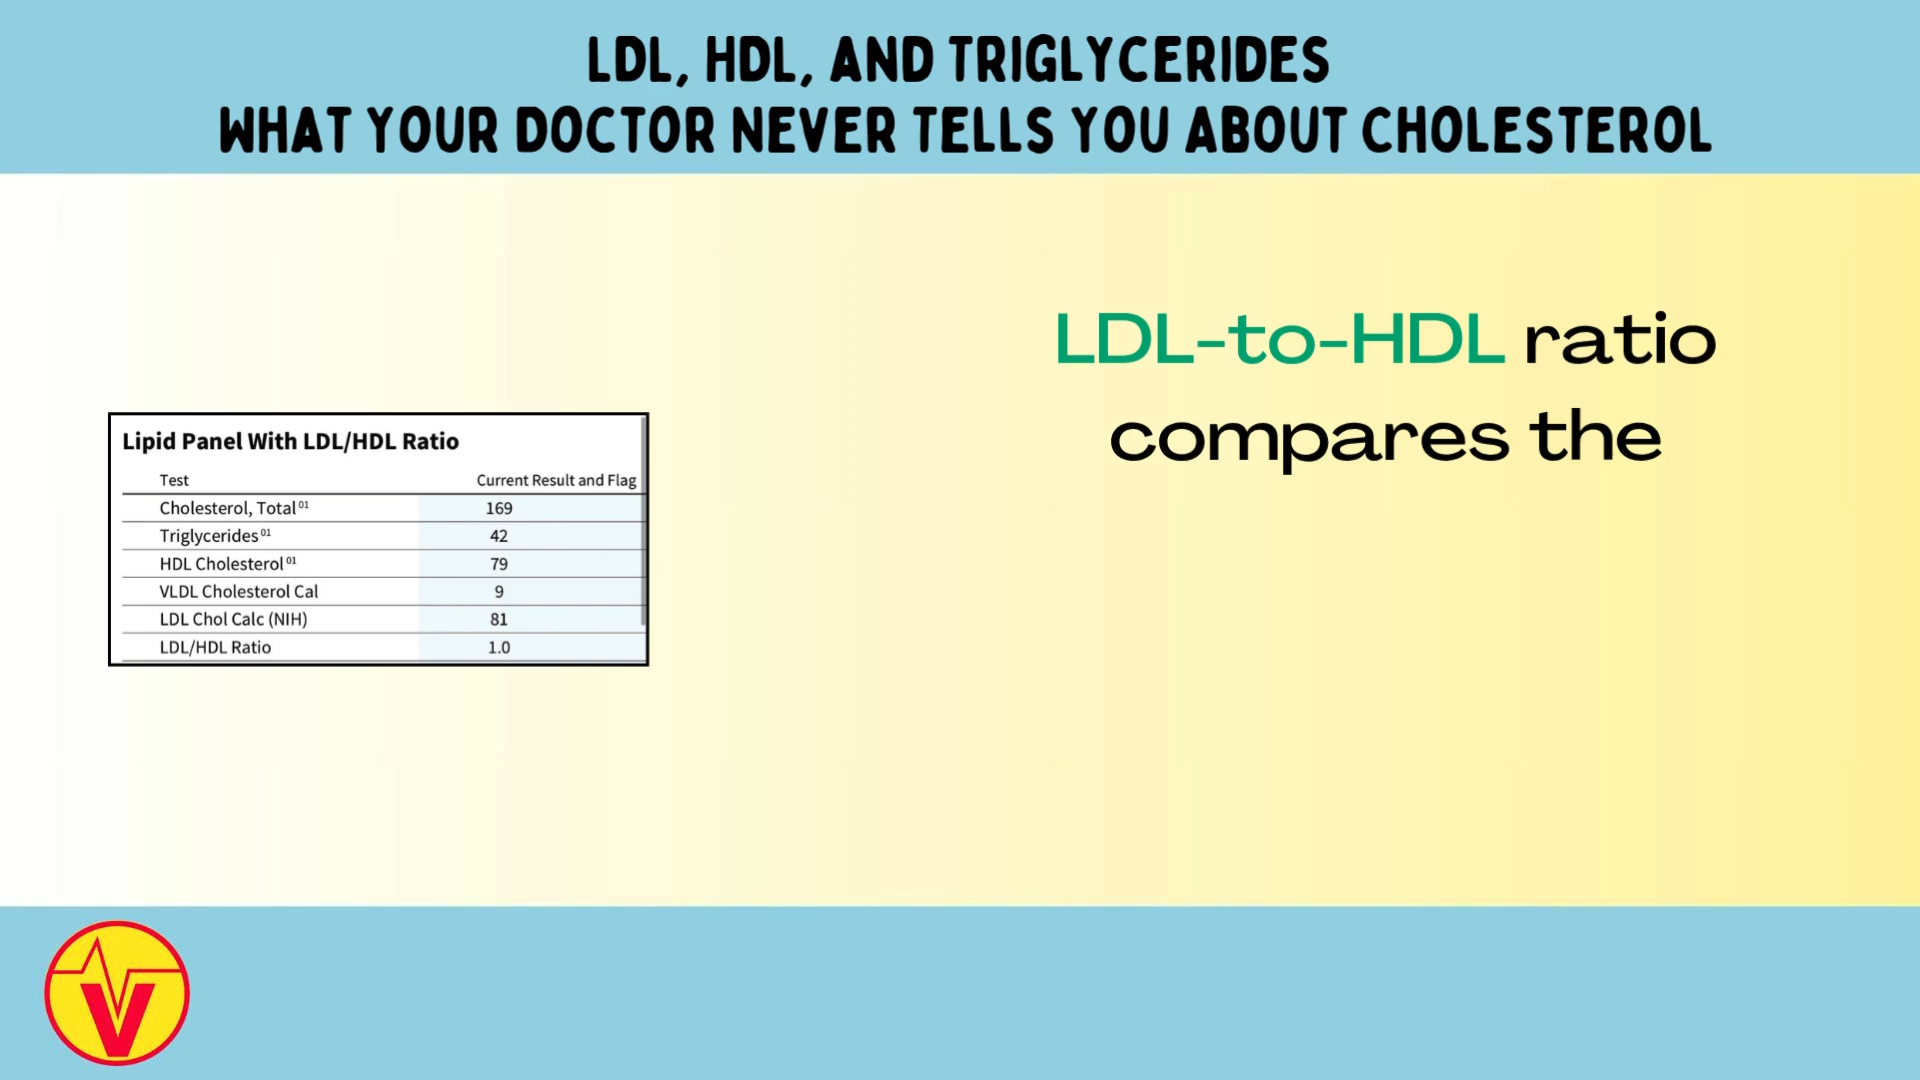 LDL, HDL, AND TRIGLYCERIDES
WHAT YOUR DOCTOR NEVER TELLS YOU ABOUT CHOLESTEROL
LDL-to-HDL ratio
compares the
Lipid Panel With LDL/HDL Ratio
Test Current Result and Flag
Cholesterol, Total 01 169
Triglycerides 01 42
HDL Cholesterol 01 79
VLDL Cholesterol Cal 9
LDL Chol Calc (NIH) 81
LDL/HDL Ratio 1.0
V